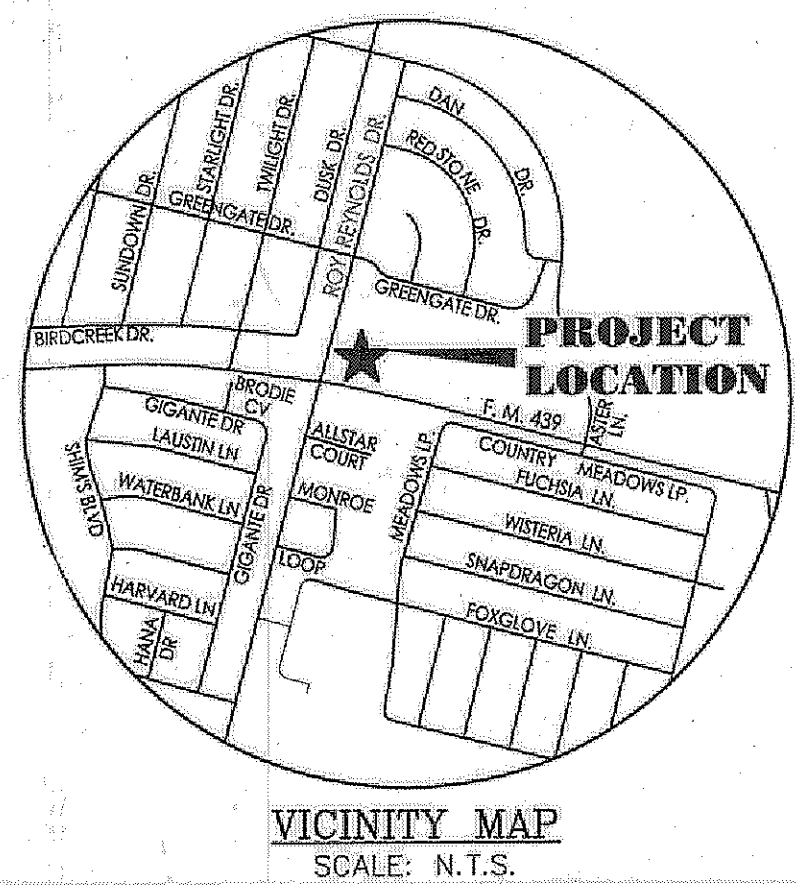 DAN
DR.
RED STONE
DR.
STARLIGHT DR.
TWILIGHT DR.
DUSK DR.
ROY REYNOLDS DR.
SUNDOWN DR.
GREENGATE DR.
GREENGATE DR.
BIRDCREEK DR.
PROJECT
LOCATION
BRODIE
CV
GIGANTE DR
LAUSTIN LN
WATERBANK LN
SHIMS BLVD
GIGANTE DR
HARVARD LN
HANA
DR
ALLSTAR
COURT
MONROE
LOOP
F. M. 439
ASTER
LN.
MEADOWS LP.
COUNTRY MEADOWS LP.
FUCHSIA LN.
WISTERIA LN.
SNAPDRAGON LN.
FOXGLOVE LN.
VICINITY MAP
SCALE: N.T.S.